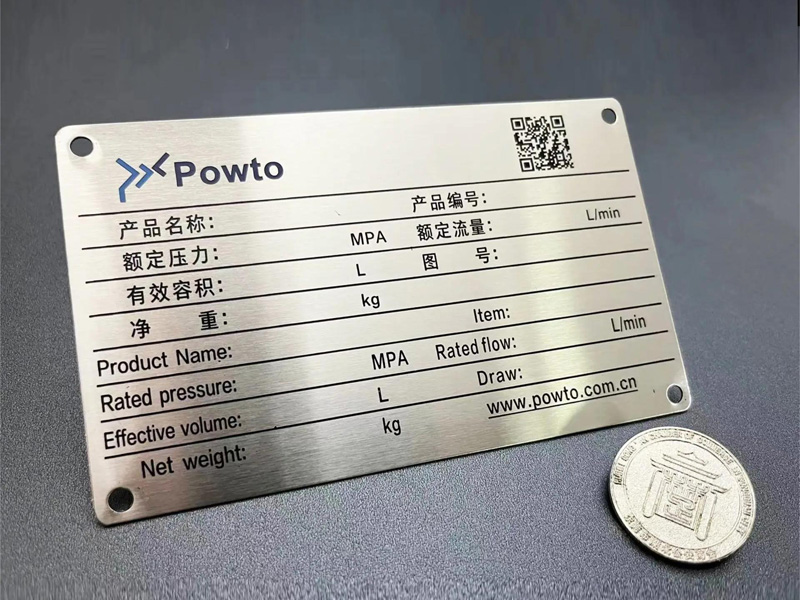 Powto
产品名称： 产品编号：
额定压力： MPA 额定流量： L/min
有效容积： L 图 号：
净 重： kg
Product Name: Item:
Rated pressure: MPA Rated flow: L/min
Effective volume: L Draw:
Net weight: kg www.powto.com.cn